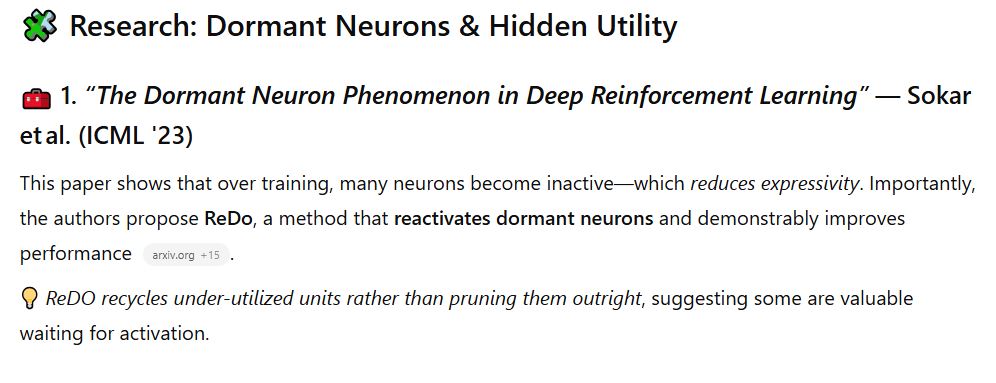 🧩 Research: Dormant Neurons & Hidden Utility
🧰 1. “The Dormant Neuron Phenomenon in Deep Reinforcement Learning” — Sokar
et al. (ICML '23)
This paper shows that over training, many neurons become inactive—which reduces expressivity. Importantly,
the authors propose ReDo, a method that reactivates dormant neurons and demonstrably improves
performance arxiv.org +15 .
💡 ReDO recycles under-utilized units rather than pruning them outright, suggesting some are valuable
waiting for activation.